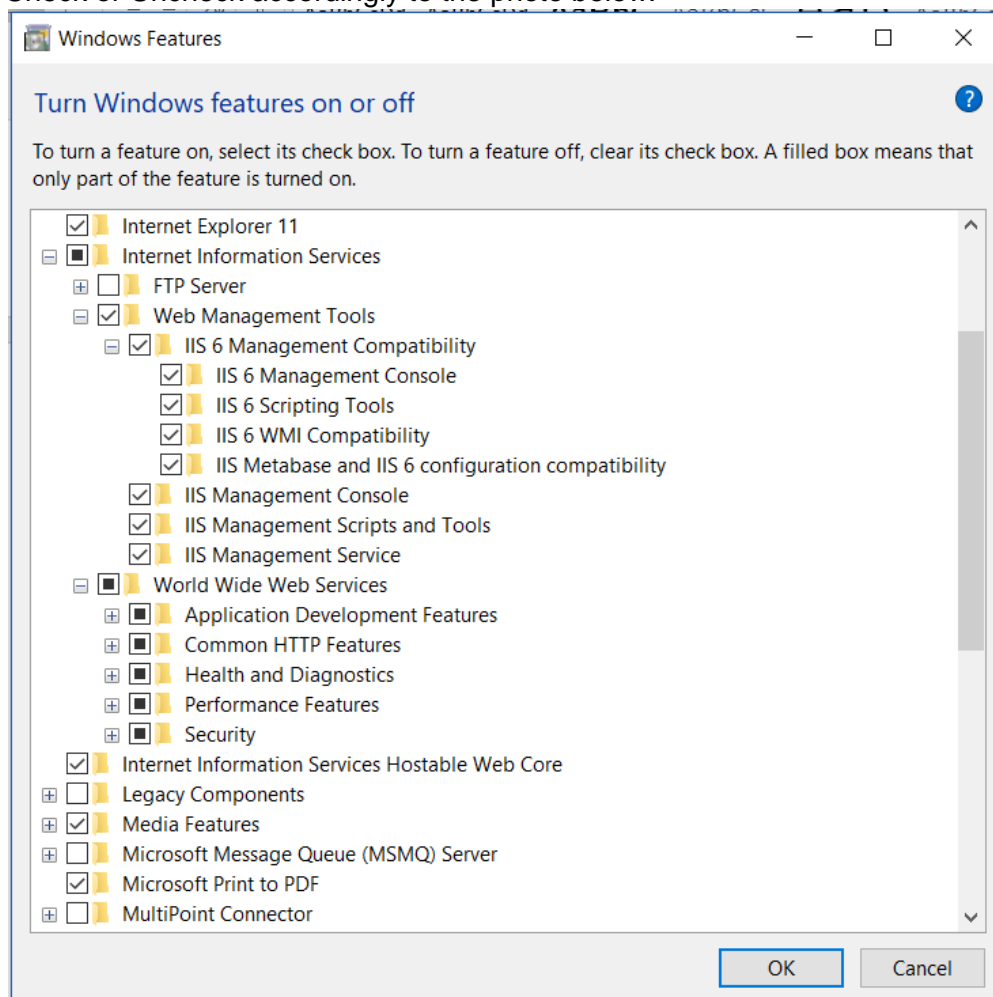 Windows Features
Turn Windows features on or off
To turn a feature on, select its check box. To turn a feature off, clear its check box. A filled box means that
only part of the feature is turned on.
Internet Explorer 11
Internet Information Services
FTP Server
Web Management Tools
IIS 6 Management Compatibility
IIS 6 Management Console
IIS 6 Scripting Tools
IIS 6 WMI Compatibility
IIS Metabase and IIS 6 configuration compatibility
IIS Management Console
IIS Management Scripts and Tools
IIS Management Service
World Wide Web Services
Application Development Features
Common HTTP Features
Health and Diagnostics
Performance Features
Security
Internet Information Services Hostable Web Core
Legacy Components
Media Features
Microsoft Message Queue (MSMQ) Server
Microsoft Print to PDF
MultiPoint Connector
OK Cancel